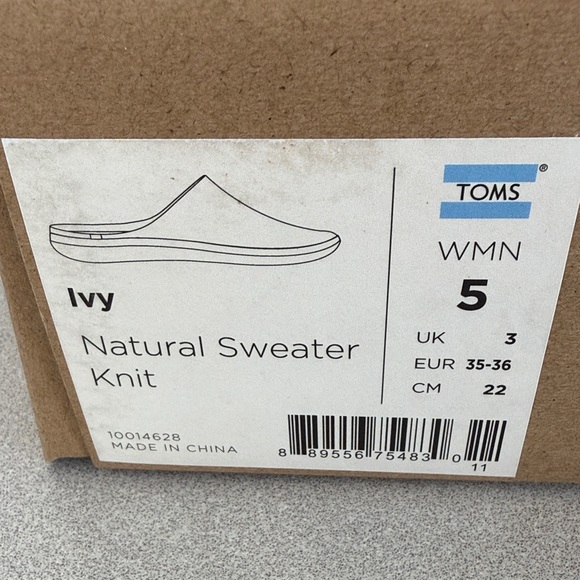 Ivy
Natural Sweater
Knit
10014628
MADE IN CHINA
TOMS®
WMN
5
UK 3
EUR 35-36
CM 22
8 89556 75483 0
11